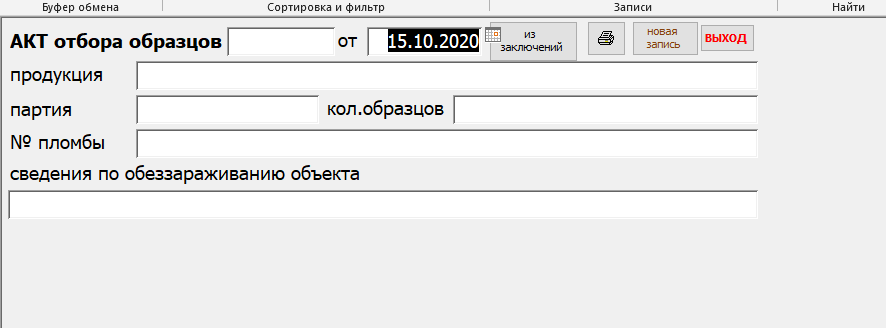 Буфер обмена Сортировка и фильтр Записи Найти
АКТ отбора образцов от 15.10.2020 из заключений новая запись ВЫХОД
продукция
партия кол.образцов
№ пломбы
сведения по обеззараживанию объекта